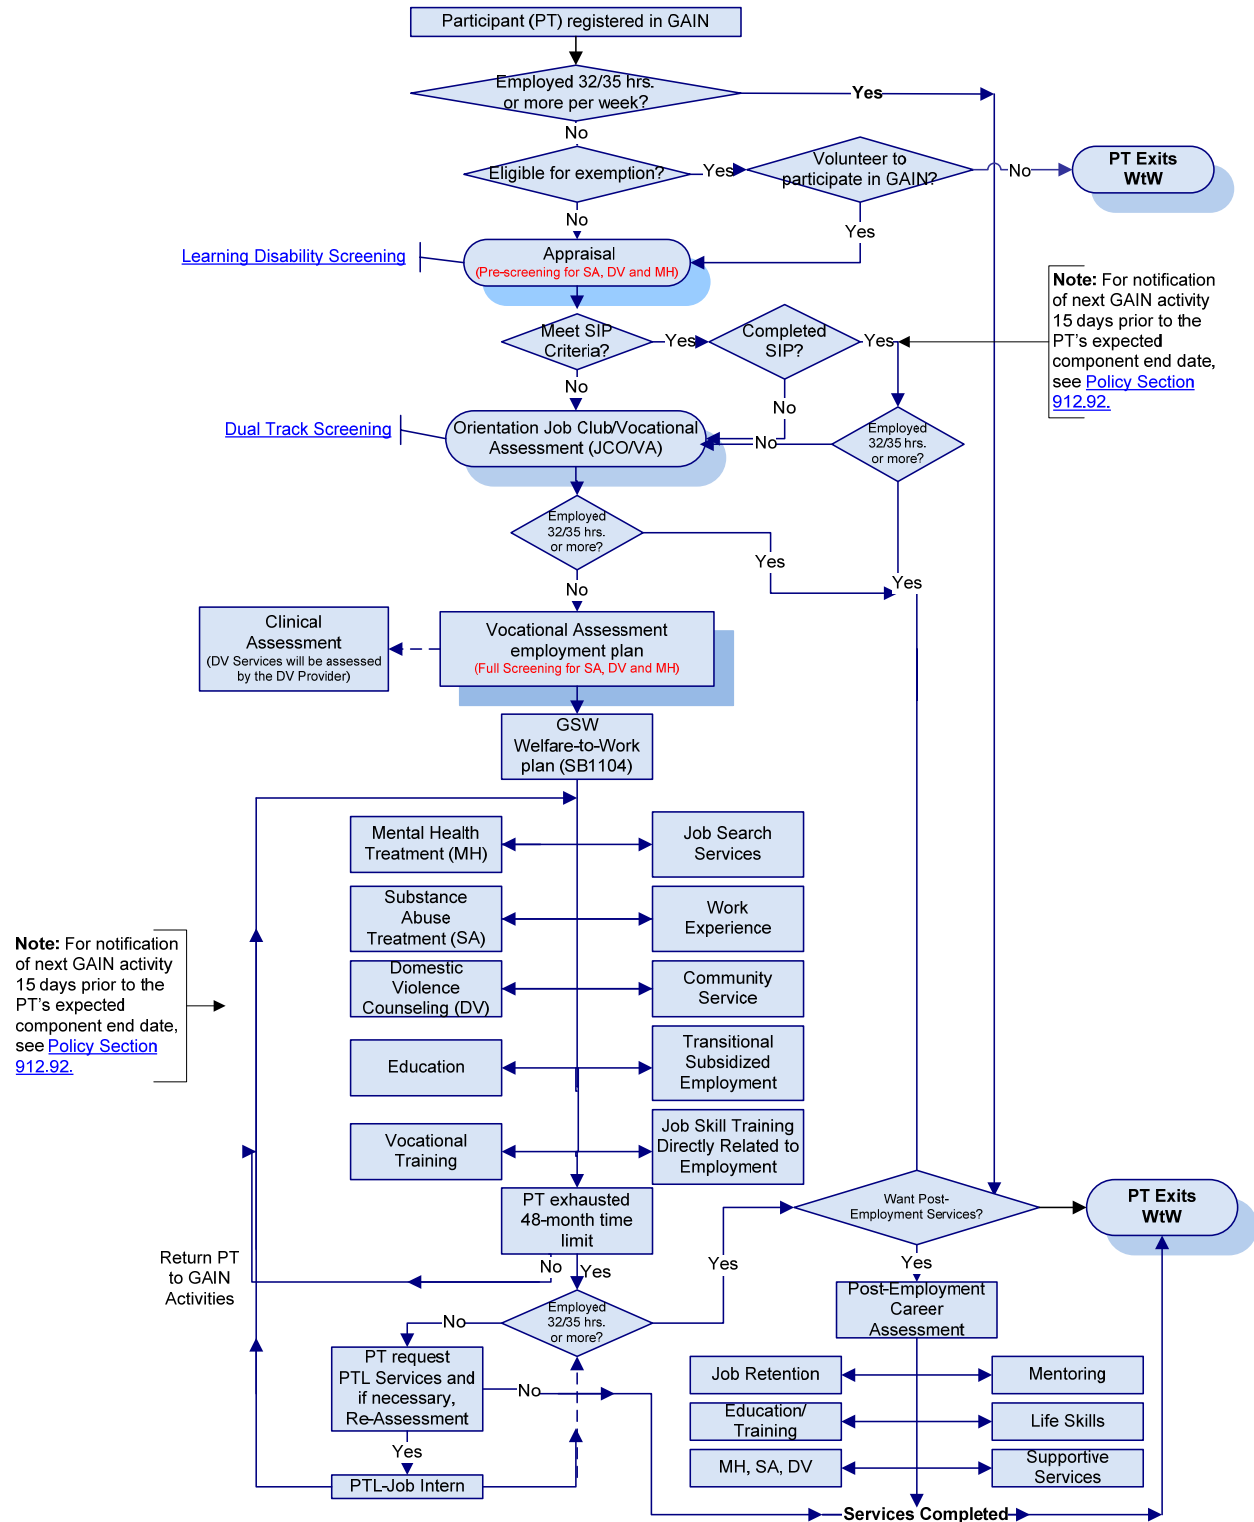 Participant (PT) registered in GAIN
Employed 32/35 hrs.
or more per week?
Yes
No
Eligible for exemption?
Yes
Volunteer to
participate in GAIN?
No
PT Exits
WtW
No
Yes
Learning Disability Screening
Appraisal
(Pre-screening for SA, DV and MH)
Note: For notification
of next GAIN activity
15 days prior to the
PT's expected
component end date,
see Policy Section
912.92.
Meet SIP
Criteria?
Yes
Completed
SIP?
Yes
No
No
Dual Track Screening
Orientation Job Club/Vocational
Assessment (JCO/VA)
No
Employed
32/35 hrs.
or more?
Employed
32/35 hrs.
or more?
Yes
Yes
No
Clinical
Assessment
(DV Services will be assessed
by the DV Provider)
Vocational Assessment
employment plan
(Full Screening for SA, DV and MH)
GSW
Welfare-to-Work
plan (SB1104)
Mental Health
Treatment (MH)
Job Search
Services
Substance
Abuse
Treatment (SA)
Work
Experience
Note: For notification
of next GAIN activity
15 days prior to the
PT's expected
component end date,
see Policy Section
912.92.
Domestic
Violence
Counseling (DV)
Community
Service
Education
Transitional
Subsidized
Employment
Vocational
Training
Job Skill Training
Directly Related to
Employment
PT exhausted
48-month time
limit
Want Post-
Employment Services?
PT Exits
WtW
Return PT
to GAIN
Activities
No
Yes
Yes
Yes
Employed
32/35 hrs.
or more?
No
Post-Employment
Career
Assessment
PT request
PTL Services and
if necessary,
Re-Assessment
No
Yes
PTL-Job Intern
Job Retention
Mentoring
Education/
Training
Life Skills
MH, SA, DV
Supportive
Services
Services Completed